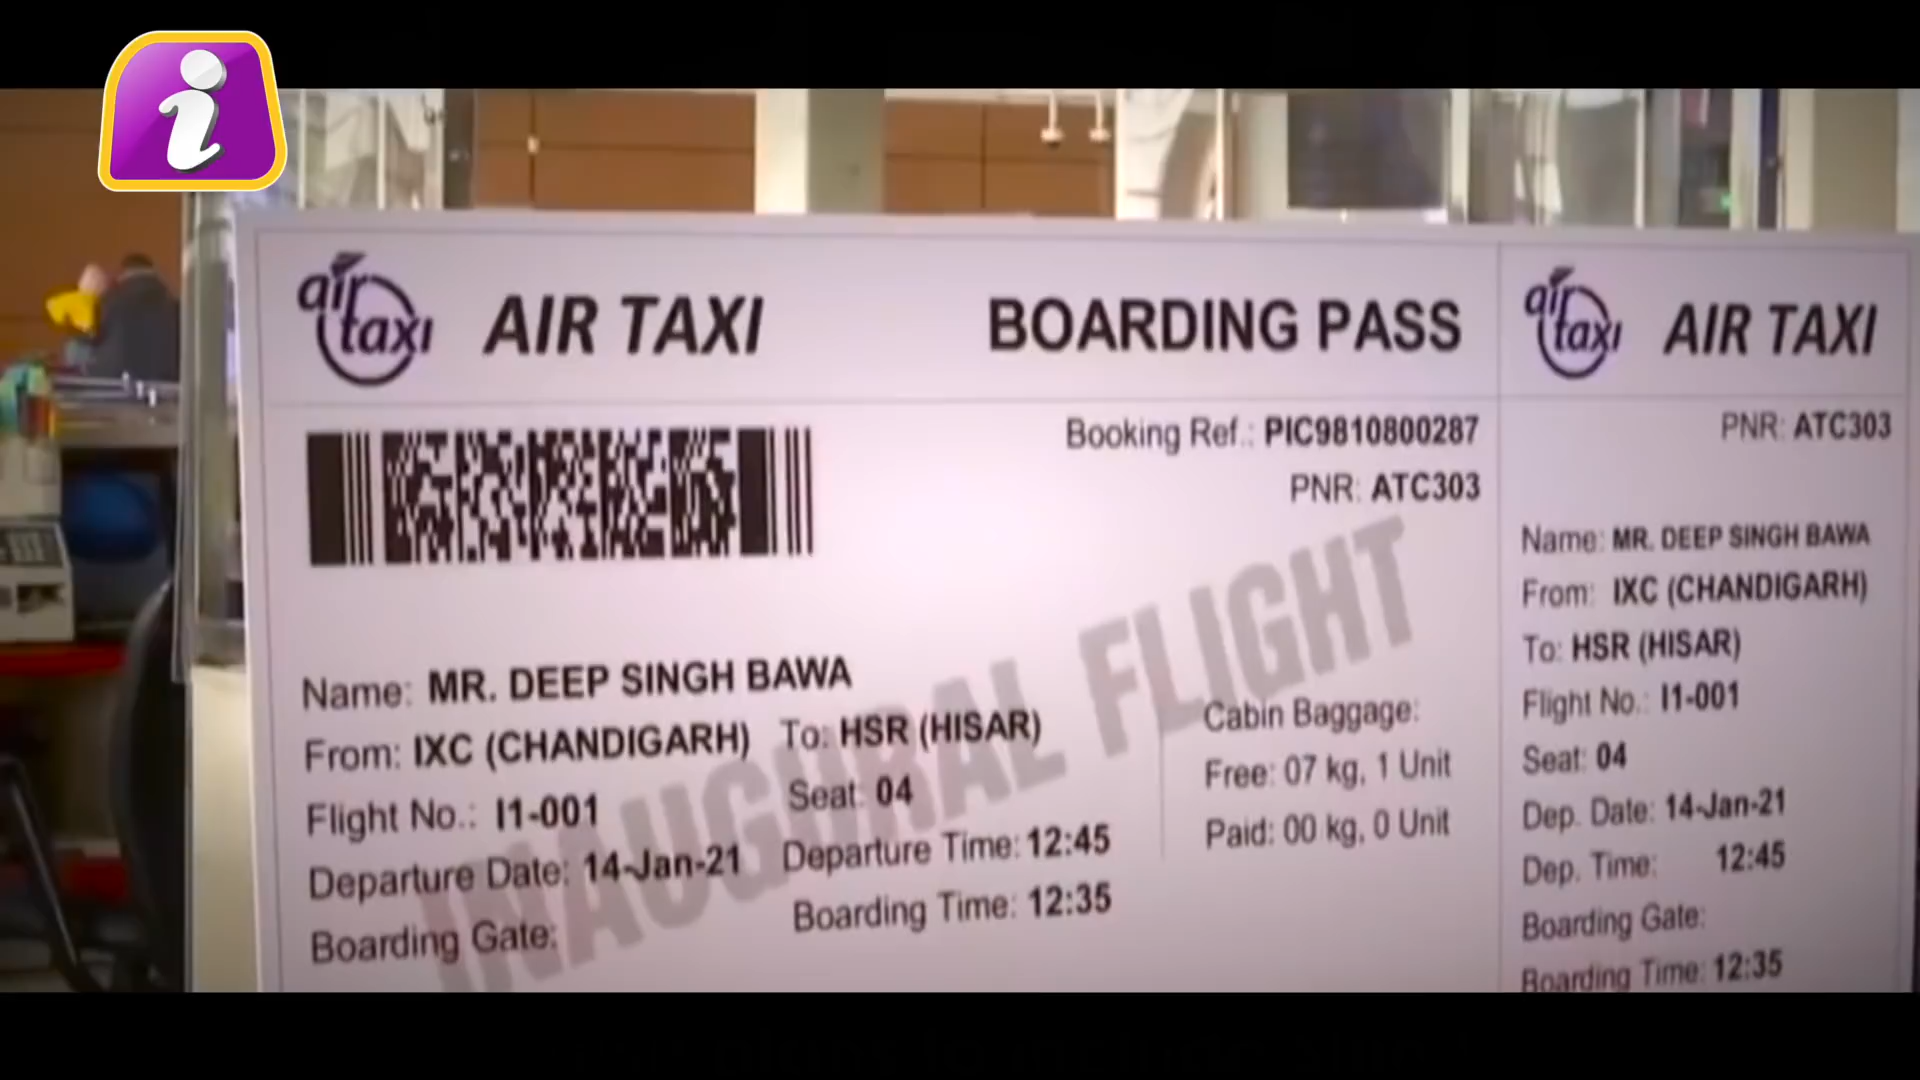 i
air taxi
AIR TAXI
BOARDING PASS
Booking Ref.: PIC9810800287
PNR: ATC303
INAUGURAL FLIGHT
Name: MR. DEEP SINGH BAWA
From: IXC (CHANDIGARH) To: HSR (HISAR)
Flight No.: I1-001 Seat: 04
Departure Date: 14-Jan-21 Departure Time: 12:45
Boarding Gate: Boarding Time: 12:35
Cabin Baggage:
Free: 07 kg, 1 Unit
Paid: 00 kg, 0 Unit
air taxi
AIR TAXI
PNR: ATC303
Name: MR. DEEP SINGH BAWA
From: IXC (CHANDIGARH)
To: HSR (HISAR)
Flight No.: I1-001
Seat: 04
Dep. Date: 14-Jan-21
Dep. Time: 12:45
Boarding Gate:
Boarding Time: 12:35